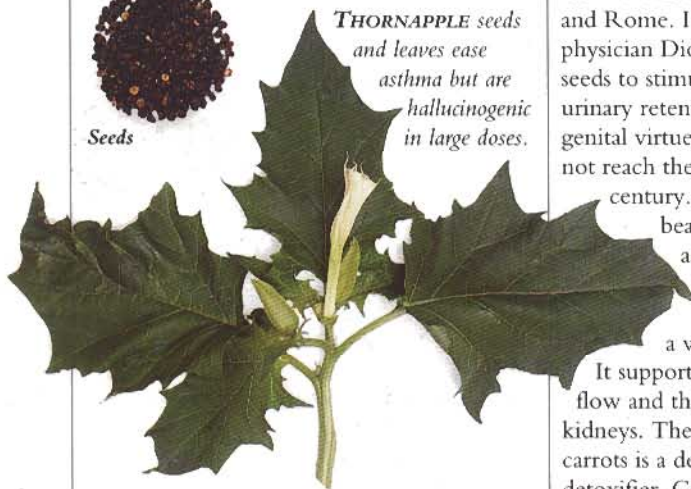 THORNAPPLE seeds
and leaves ease
asthma but are
hallucinogenic
in large doses.
Seeds
and Rome. I
physician Dio
seeds to stimu
urinary reten
genital virtue
not reach the
century.
bea
a
a v
It support
flow and th
kidneys. The
carrots is a de